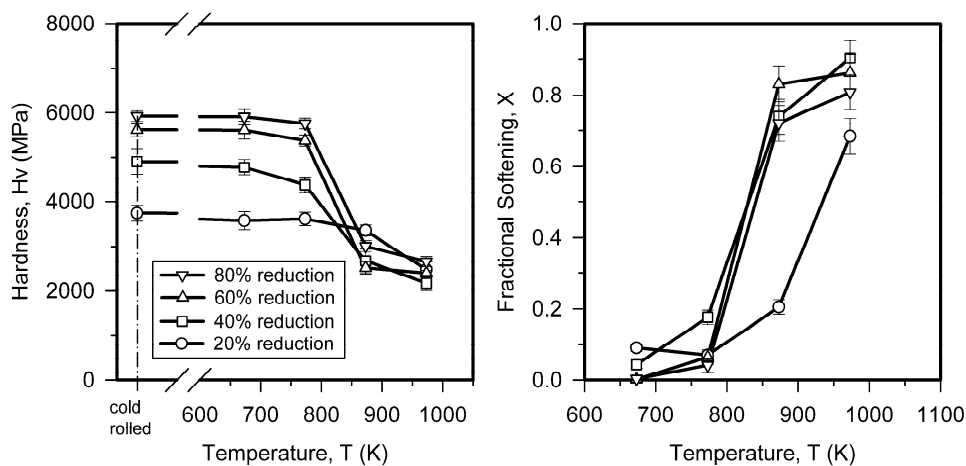 8000
6000
4000
2000
0
Hardness, Hv (MPa)
80% reduction
60% reduction
40% reduction
20% reduction
cold
rolled
600 700 800 900 1000
Temperature, T (K)
1.0
0.8
0.6
0.4
0.2
0.0
Fractional Softening, X
600 700 800 900 1000 1100
Temperature, T (K)